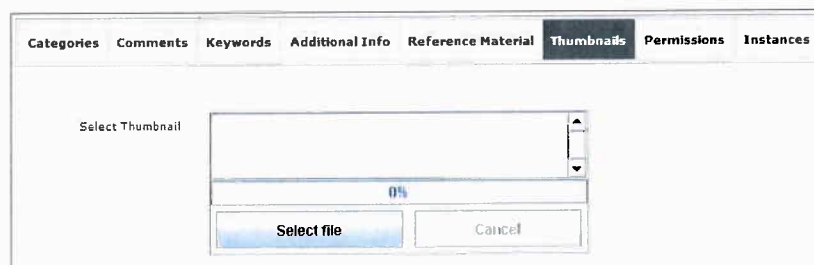 Categories Comments Keywords Additional Info Reference Material Thumbnails Permissions Instances
Select Thumbnail
0%
Select file Cancel